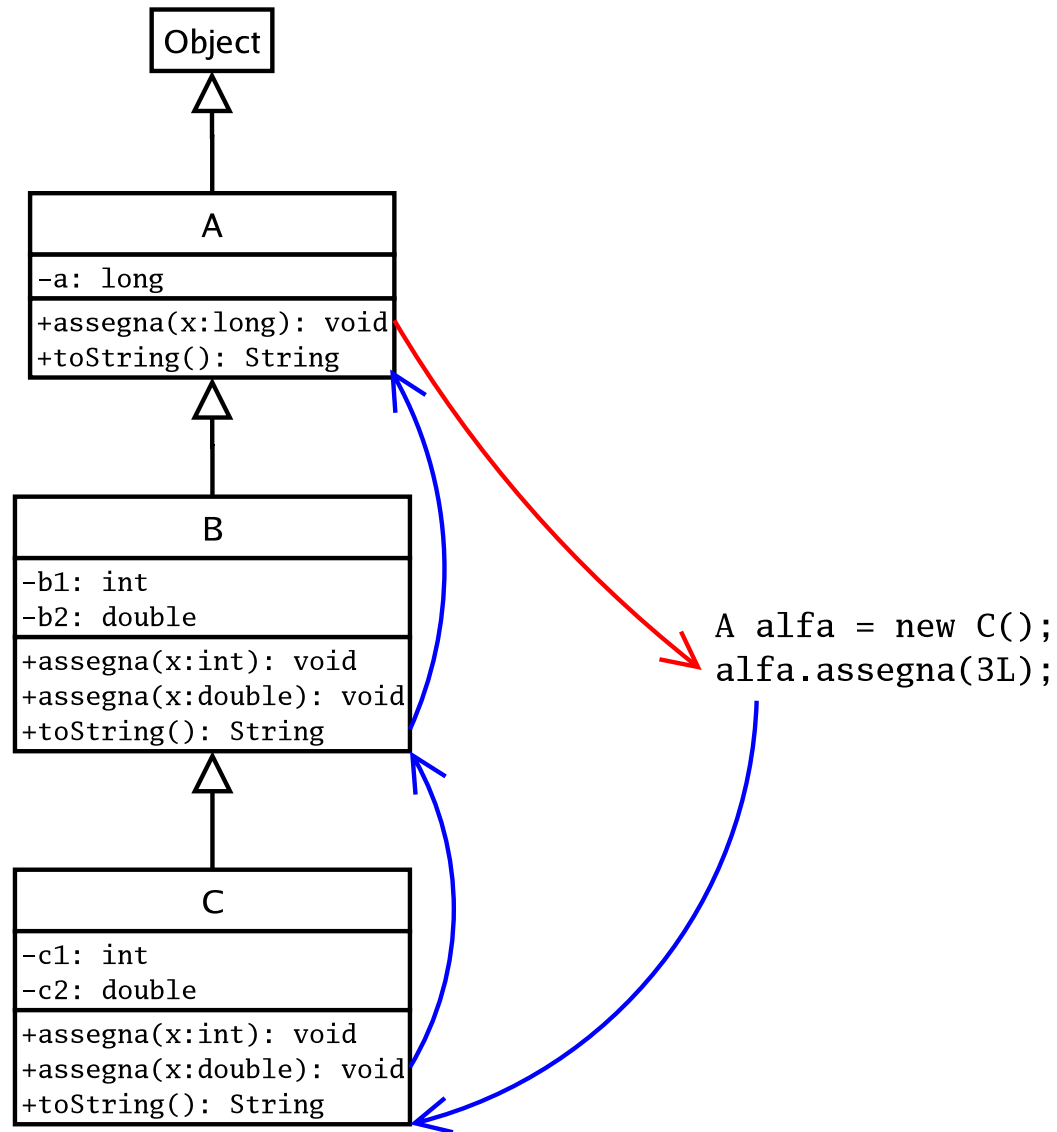 Object
A
-a: long
+assegna(x:long): void
+toString(): String
B
-b1: int
-b2: double
+assegna(x:int): void
+assegna(x:double): void
+toString(): String
A alfa = new C();
alfa.assegna(3L);
C
-c1: int
-c2: double
+assegna(x:int): void
+assegna(x:double): void
+toString(): String